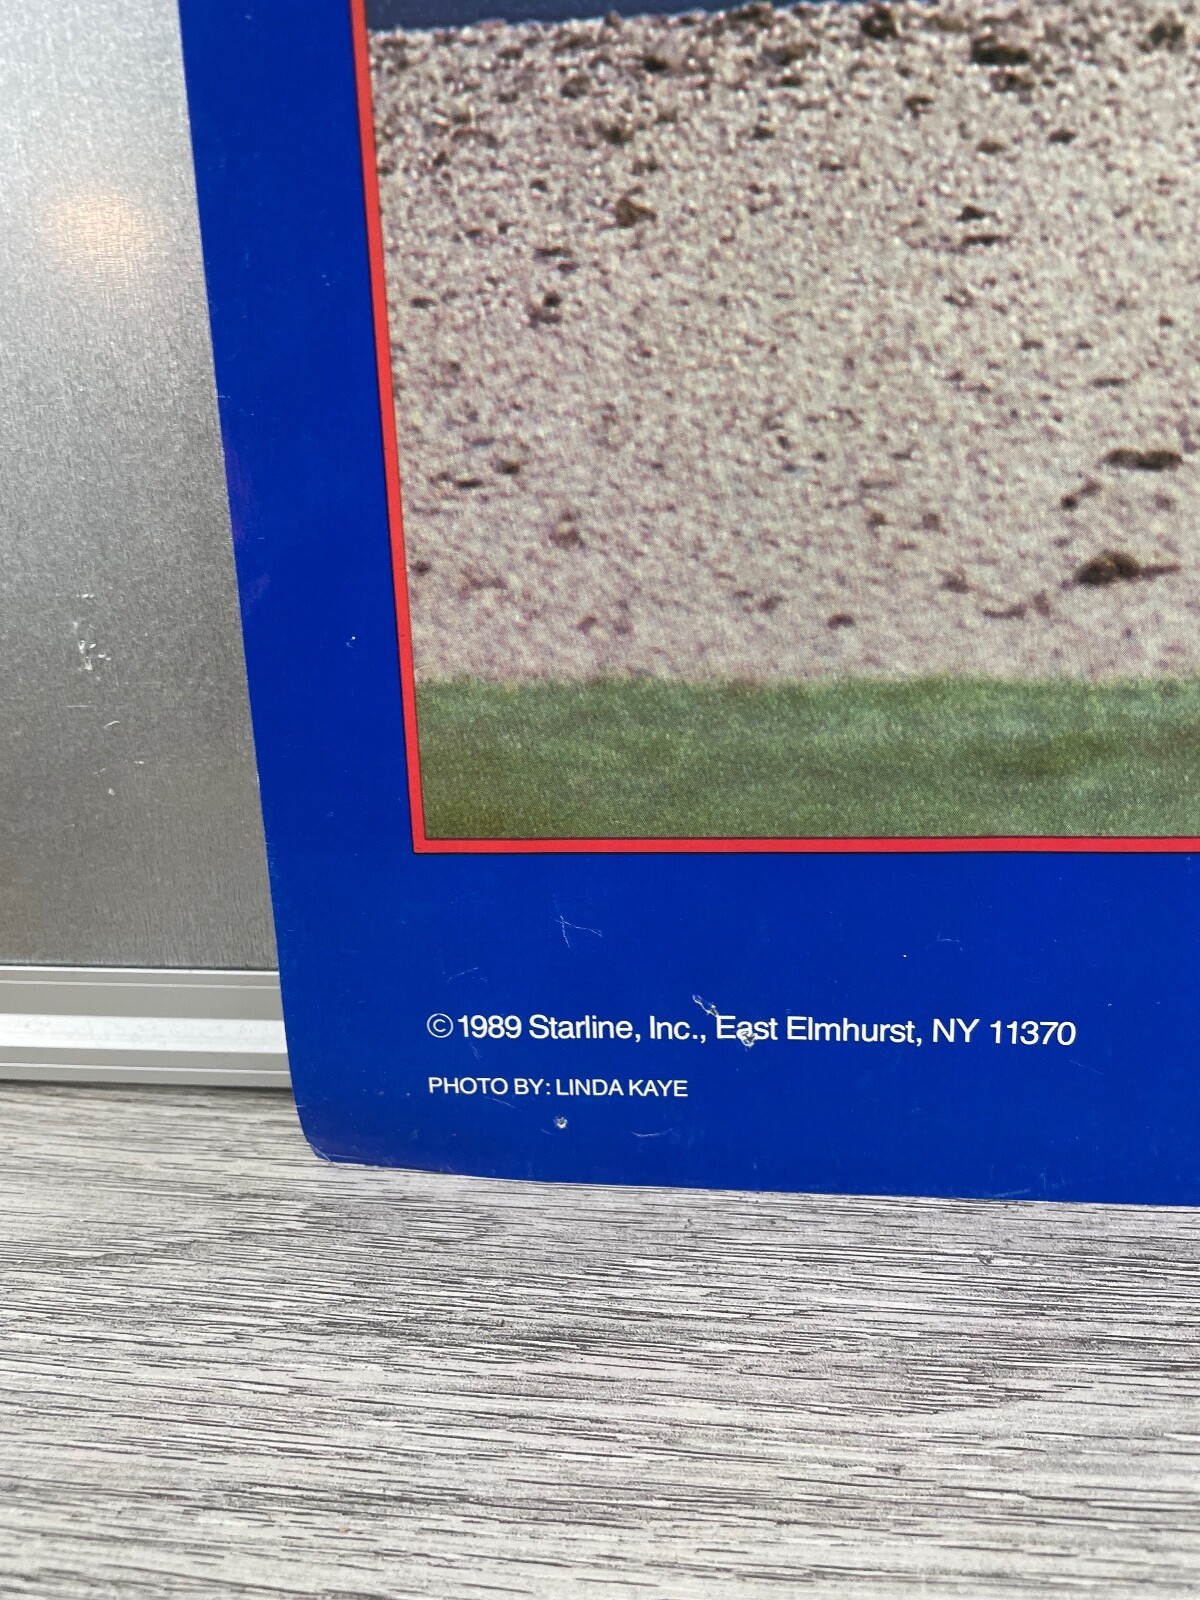 © 1989 Starline, Inc., East Elmhurst, NY 11370
PHOTO BY: LINDA KAYE